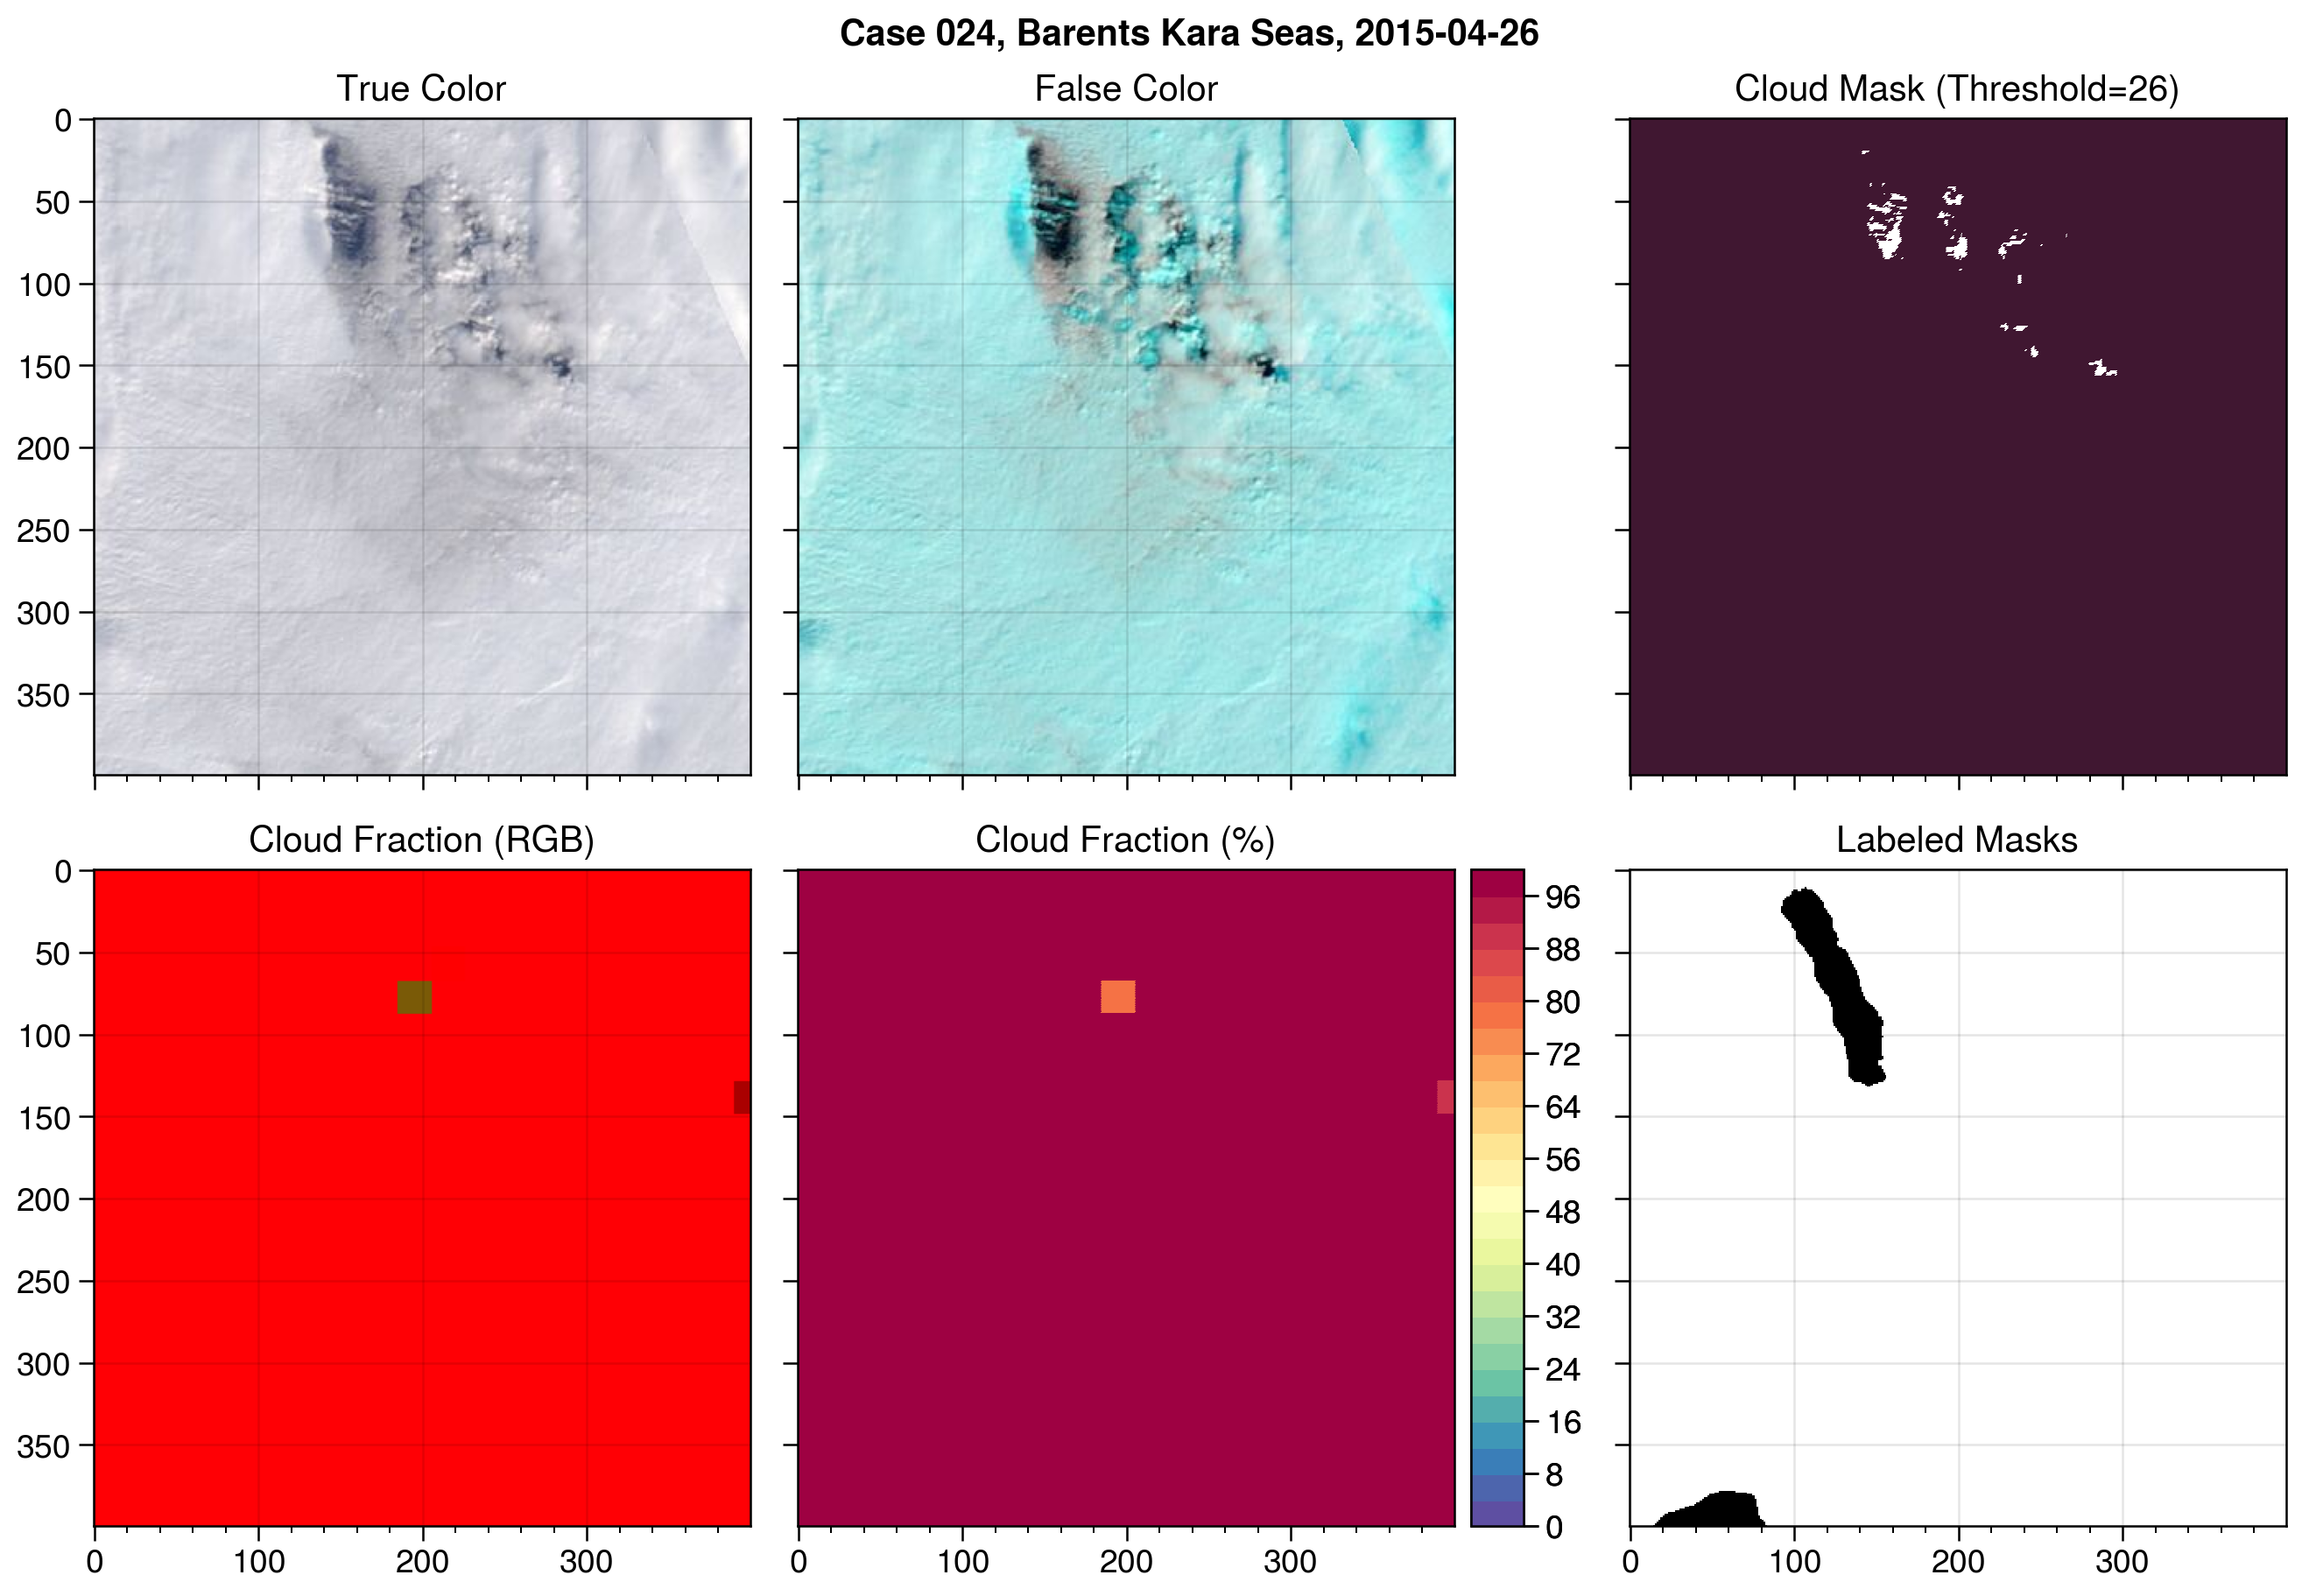 Case 024, Barents Kara Seas, 2015-04-26
True Color
False Color
Cloud Mask (Threshold=26)
0
50
100
150
200
250
300
350
Cloud Fraction (RGB)
Cloud Fraction (%)
Labeled Masks
0
50
100
150
200
250
300
350
96
88
80
72
64
56
48
40
32
24
16
8
0
0 100 200 300
0 100 200 300
0 100 200 300